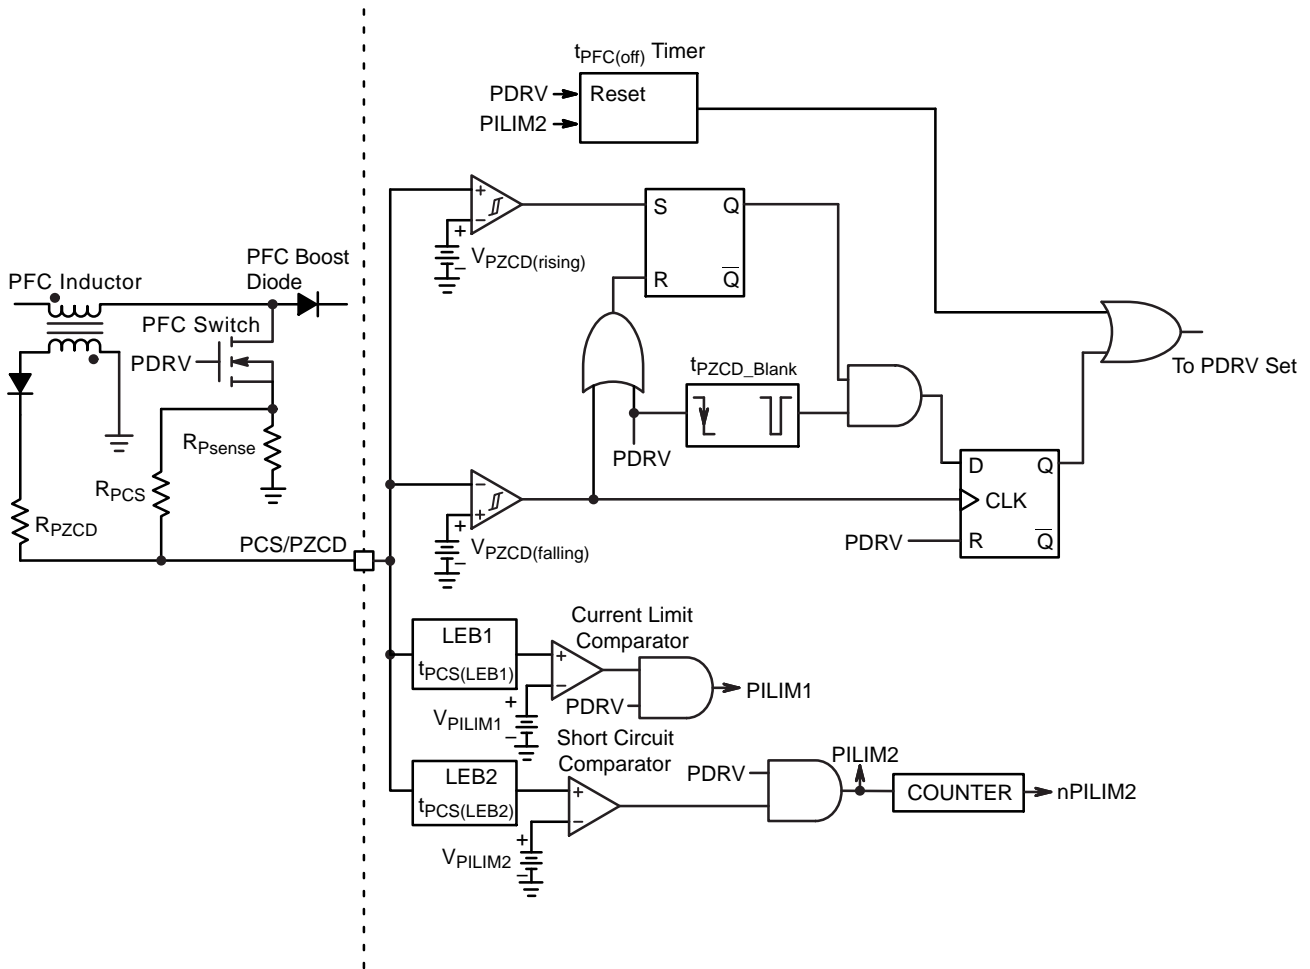 tPFC(off) Timer
PDRV
Reset
PILIM2
+
−
+
−
VPZCD(rising)
S
Q
R
Q
PFC Boost
Diode
PFC Inductor
PFC Switch
PDRV
RPsense
RPCS
RPZCD
PCS/PZCD
tPZCD_Blank
PDRV
To PDRV Set
−
+
+
−
VPZCD(falling)
D
Q
CLK
PDRV
R
Q
LEB1
tPCS(LEB1)
Current Limit
Comparator
+
−
+
−
VPILIM1
PDRV
PILIM1
LEB2
tPCS(LEB2)
Short Circuit
Comparator
+
−
+
−
VPILIM2
PDRV
PILIM2
COUNTER
nPILIM2